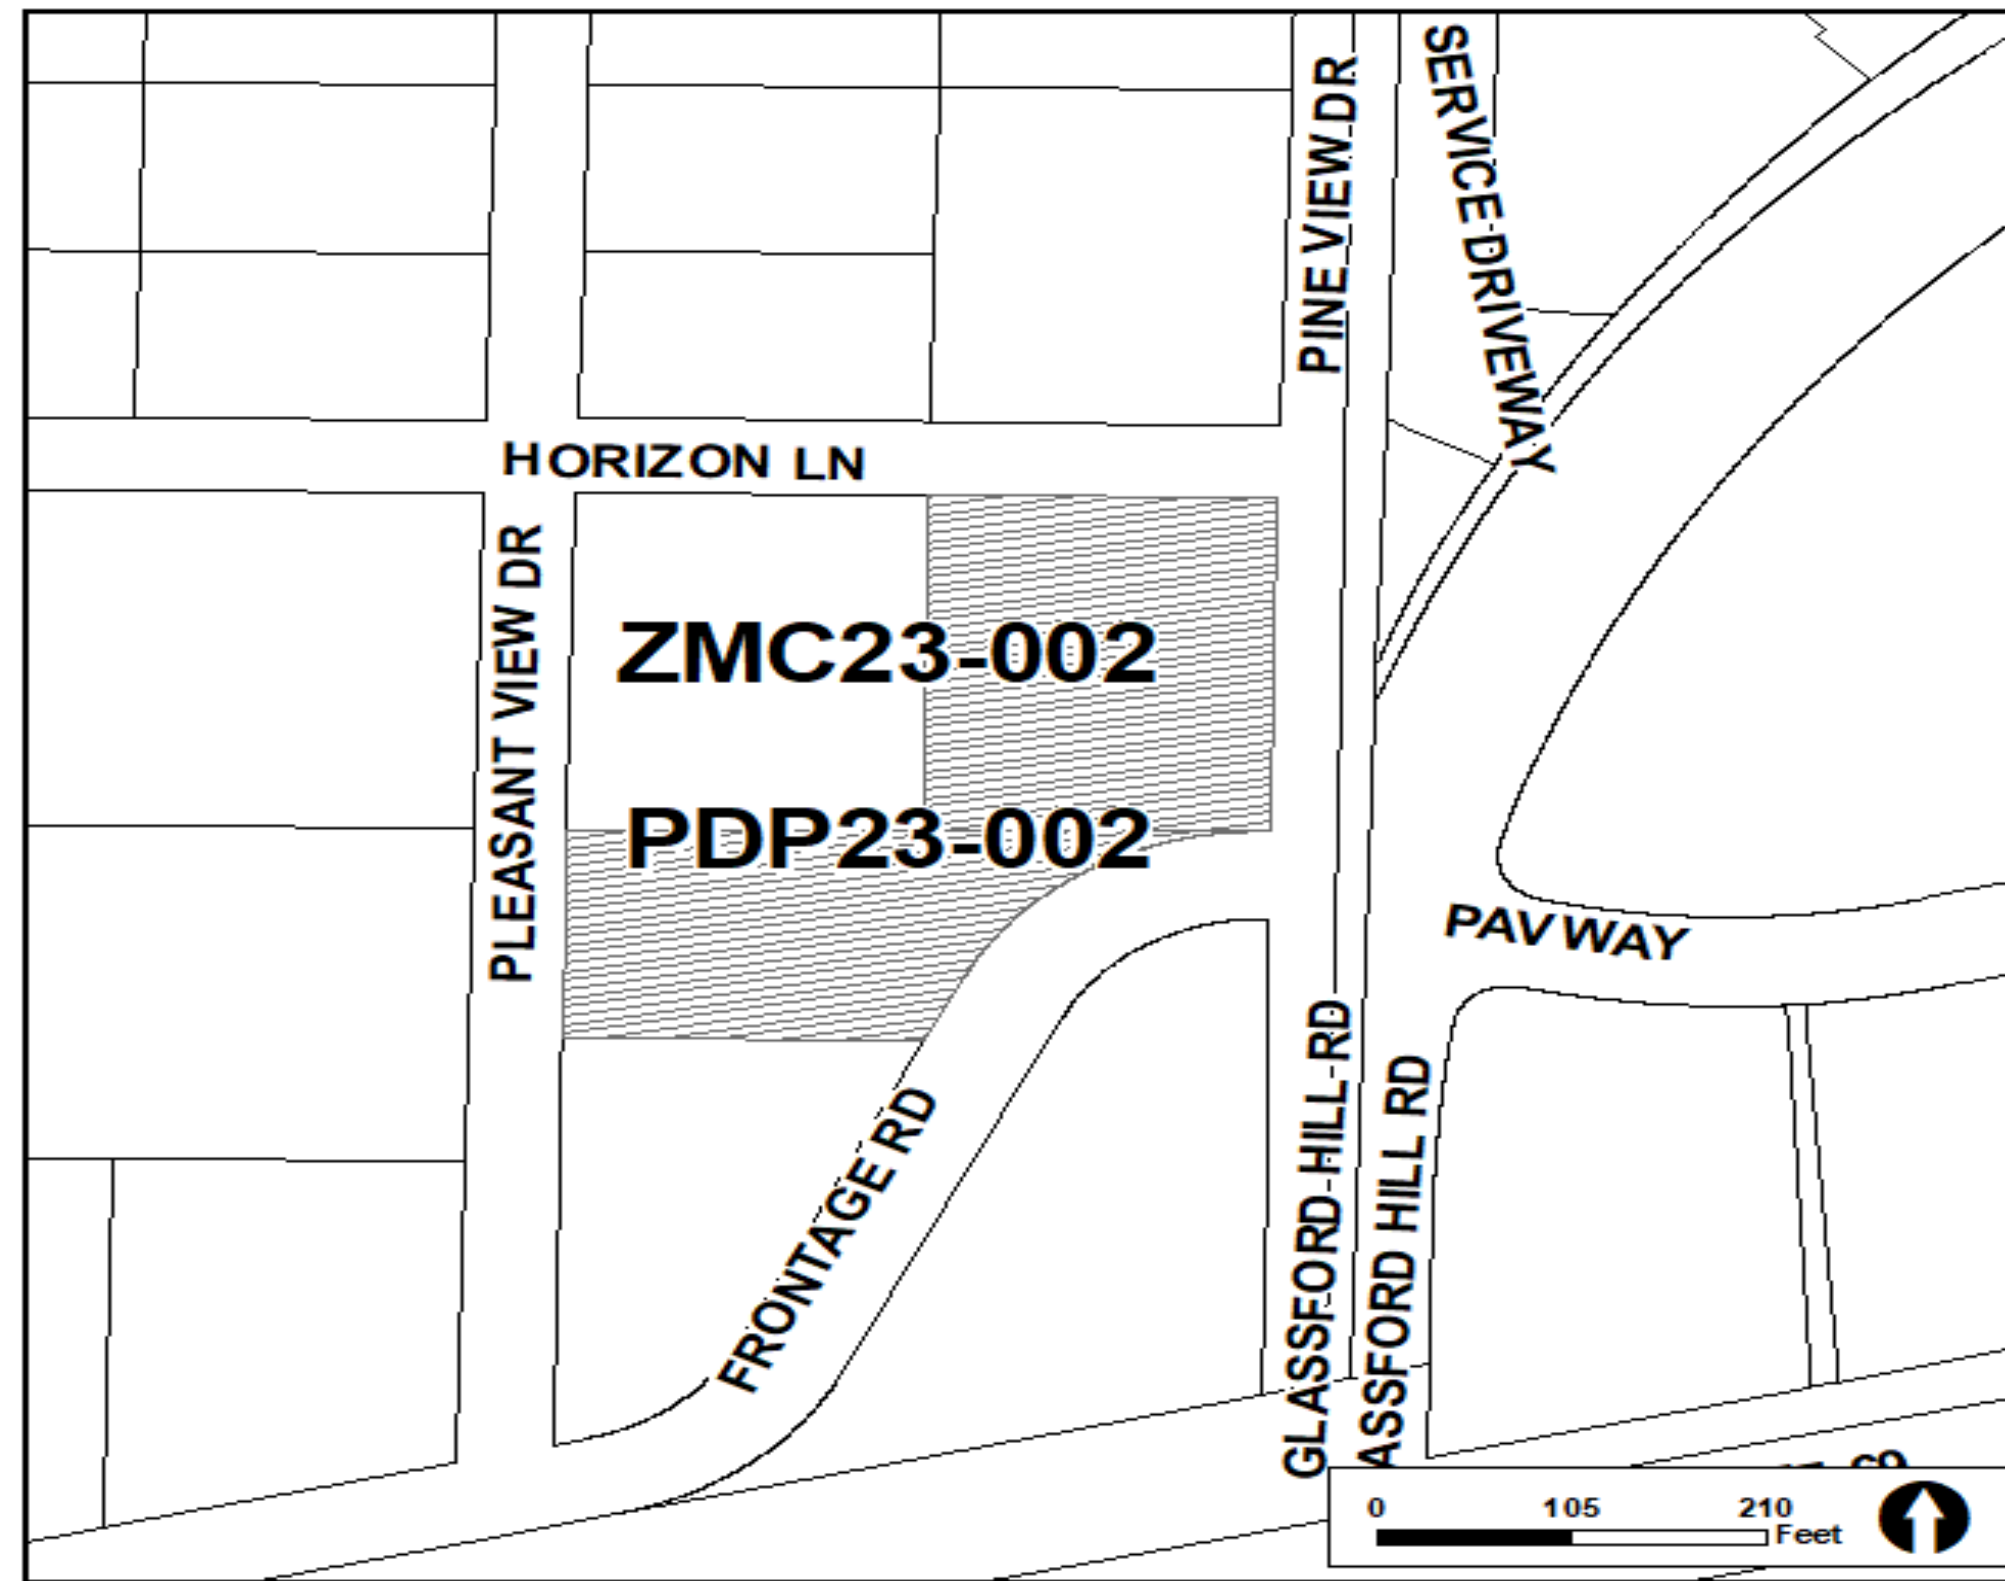 PINE VIEW DR
SERVICE DRIVEWAY
HORIZON LN
PLEASANT VIEW DR
ZMC23-002
PDP23-002
PAV WAY
FRONTAGE RD
GLASSFORD HILL RD
ASSFORD HILL RD
0 105 210
Feet